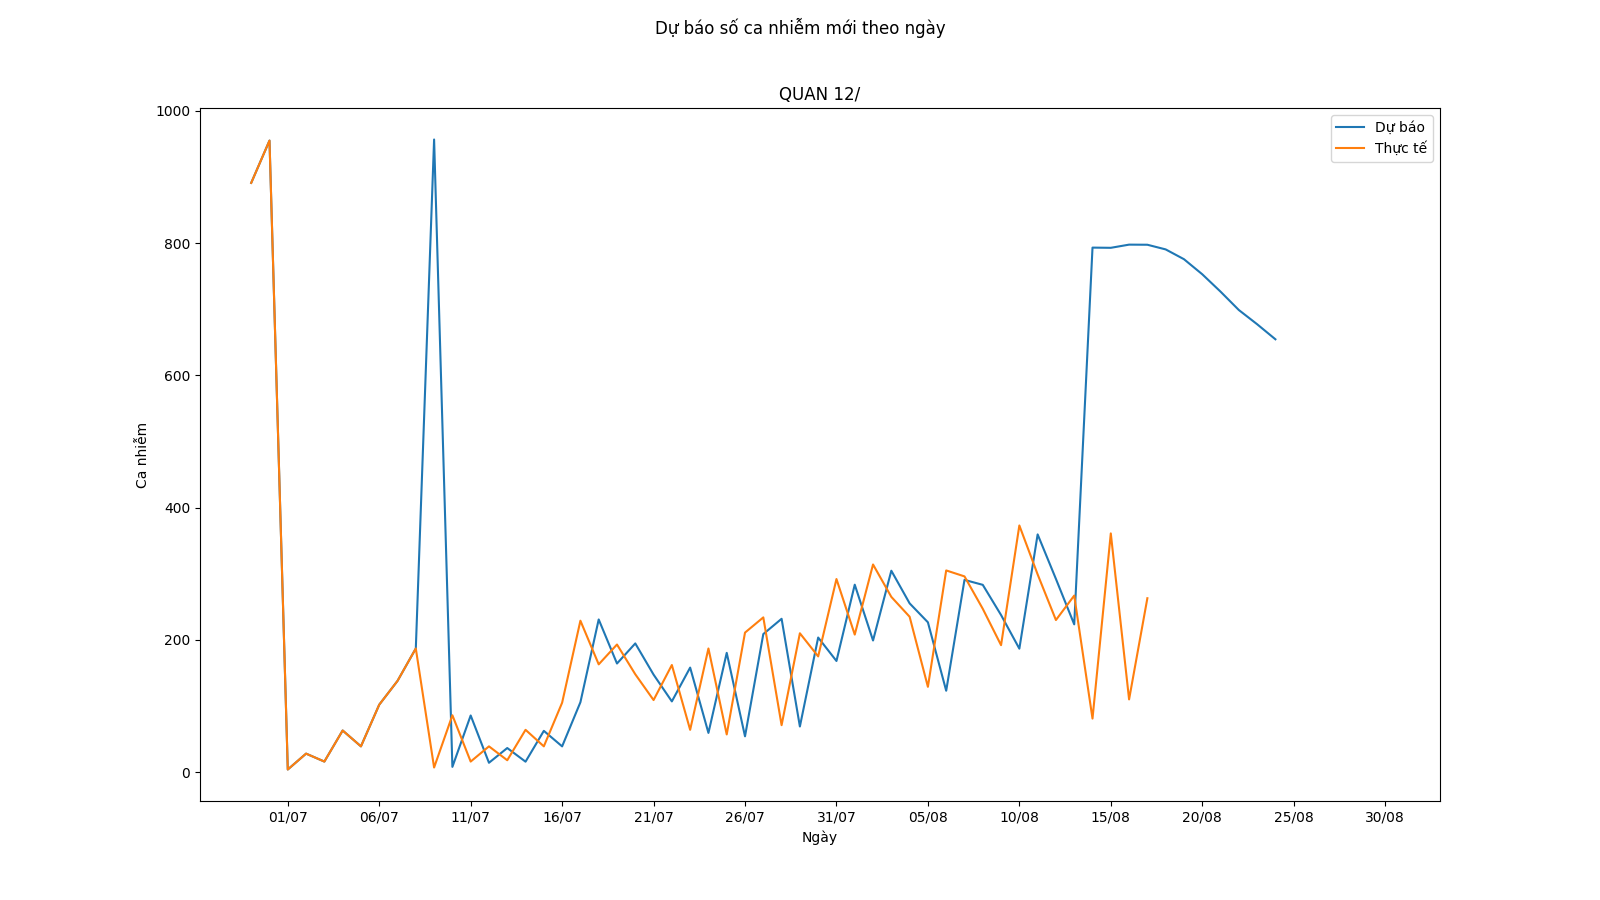 Dự báo số ca nhiễm mới theo ngày
QUAN 12/
Dự báo
Thực tế
1000
800
600
400
200
0
Ca nhiễm
01/07 06/07 11/07 16/07 21/07 26/07 31/07 05/08 10/08 15/08 20/08 25/08 30/08
Ngày